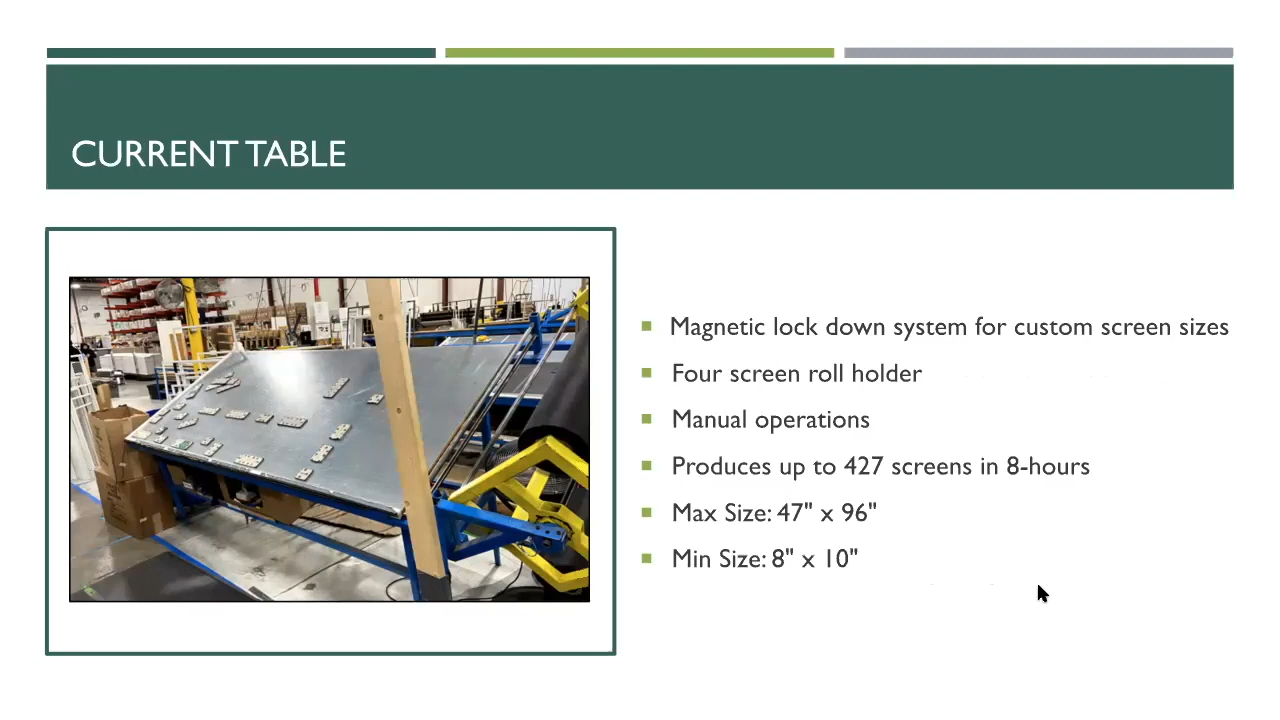 CURRENT TABLE
Magnetic lock down system for custom screen sizes
Four screen roll holder
Manual operations
Produces up to 427 screens in 8-hours
Max Size: 47" x 96"
Min Size: 8" x 10"